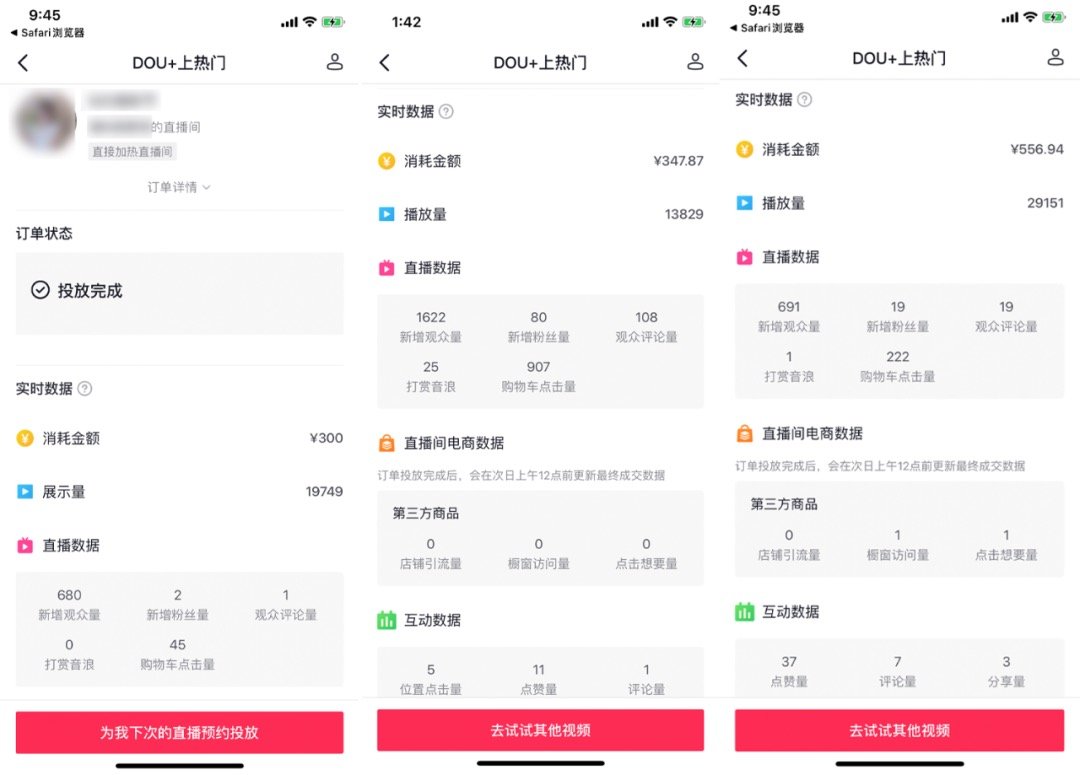 9:45
◀ Safari浏览器
DOU+上热门
的直播间
直接加热直播间
订单详情
订单状态
投放完成
实时数据 ?
¥ 消耗金额 ¥300
展示量 19749
直播数据
680 2 1
新增观众量 新增粉丝量 观众评论量
0 45
打赏音浪 购物车点击量
为我下次的直播预约投放
1:42
DOU+上热门
实时数据 ?
¥ 消耗金额 ¥347.87
播放量 13829
直播数据
1622 80 108
新增观众量 新增粉丝量 观众评论量
25 907
打赏音浪 购物车点击量
直播间电商数据
订单投放完成后，会在次日上午12点前更新最终成交数据
第三方商品
0 0 0
店铺引流量 橱窗访问量 点击想要量
互动数据
5 11 1
位置点击量 点赞量 评论量
去试试其他视频
9:45
◀ Safari浏览器
DOU+上热门
实时数据 ?
¥ 消耗金额 ¥556.94
播放量 29151
直播数据
691 19 19
新增观众量 新增粉丝量 观众评论量
1 222
打赏音浪 购物车点击量
直播间电商数据
订单投放完成后，会在次日上午12点前更新最终成交数据
第三方商品
0 1 1
店铺引流量 橱窗访问量 点击想要量
互动数据
37 7 3
点赞量 评论量 分享量
去试试其他视频